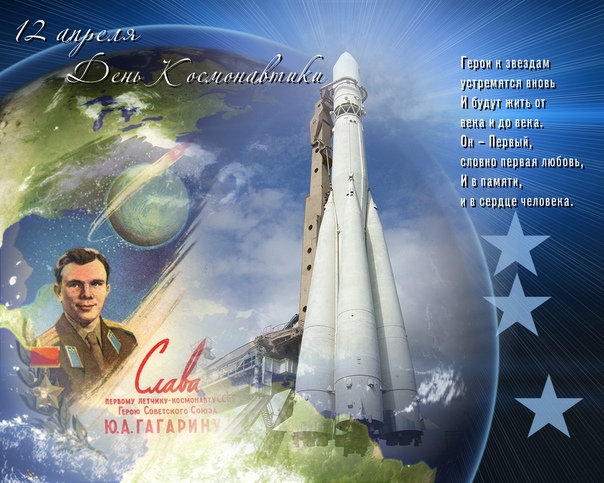 12 апреля
День Космонавтики
Герои к звездам
устремятся вновь
И будут жить от
века и до века.
Он – Первый,
словно первая любовь,
И в памяти,
и в сердце человека.
Слава
ПЕРВОМУ ЛЕТЧИКУ-КОСМОНАВТУ
ГЕРОЮ СОВЕТСКОГО СОЮЗА
Ю.А.ГАГАРИНУ